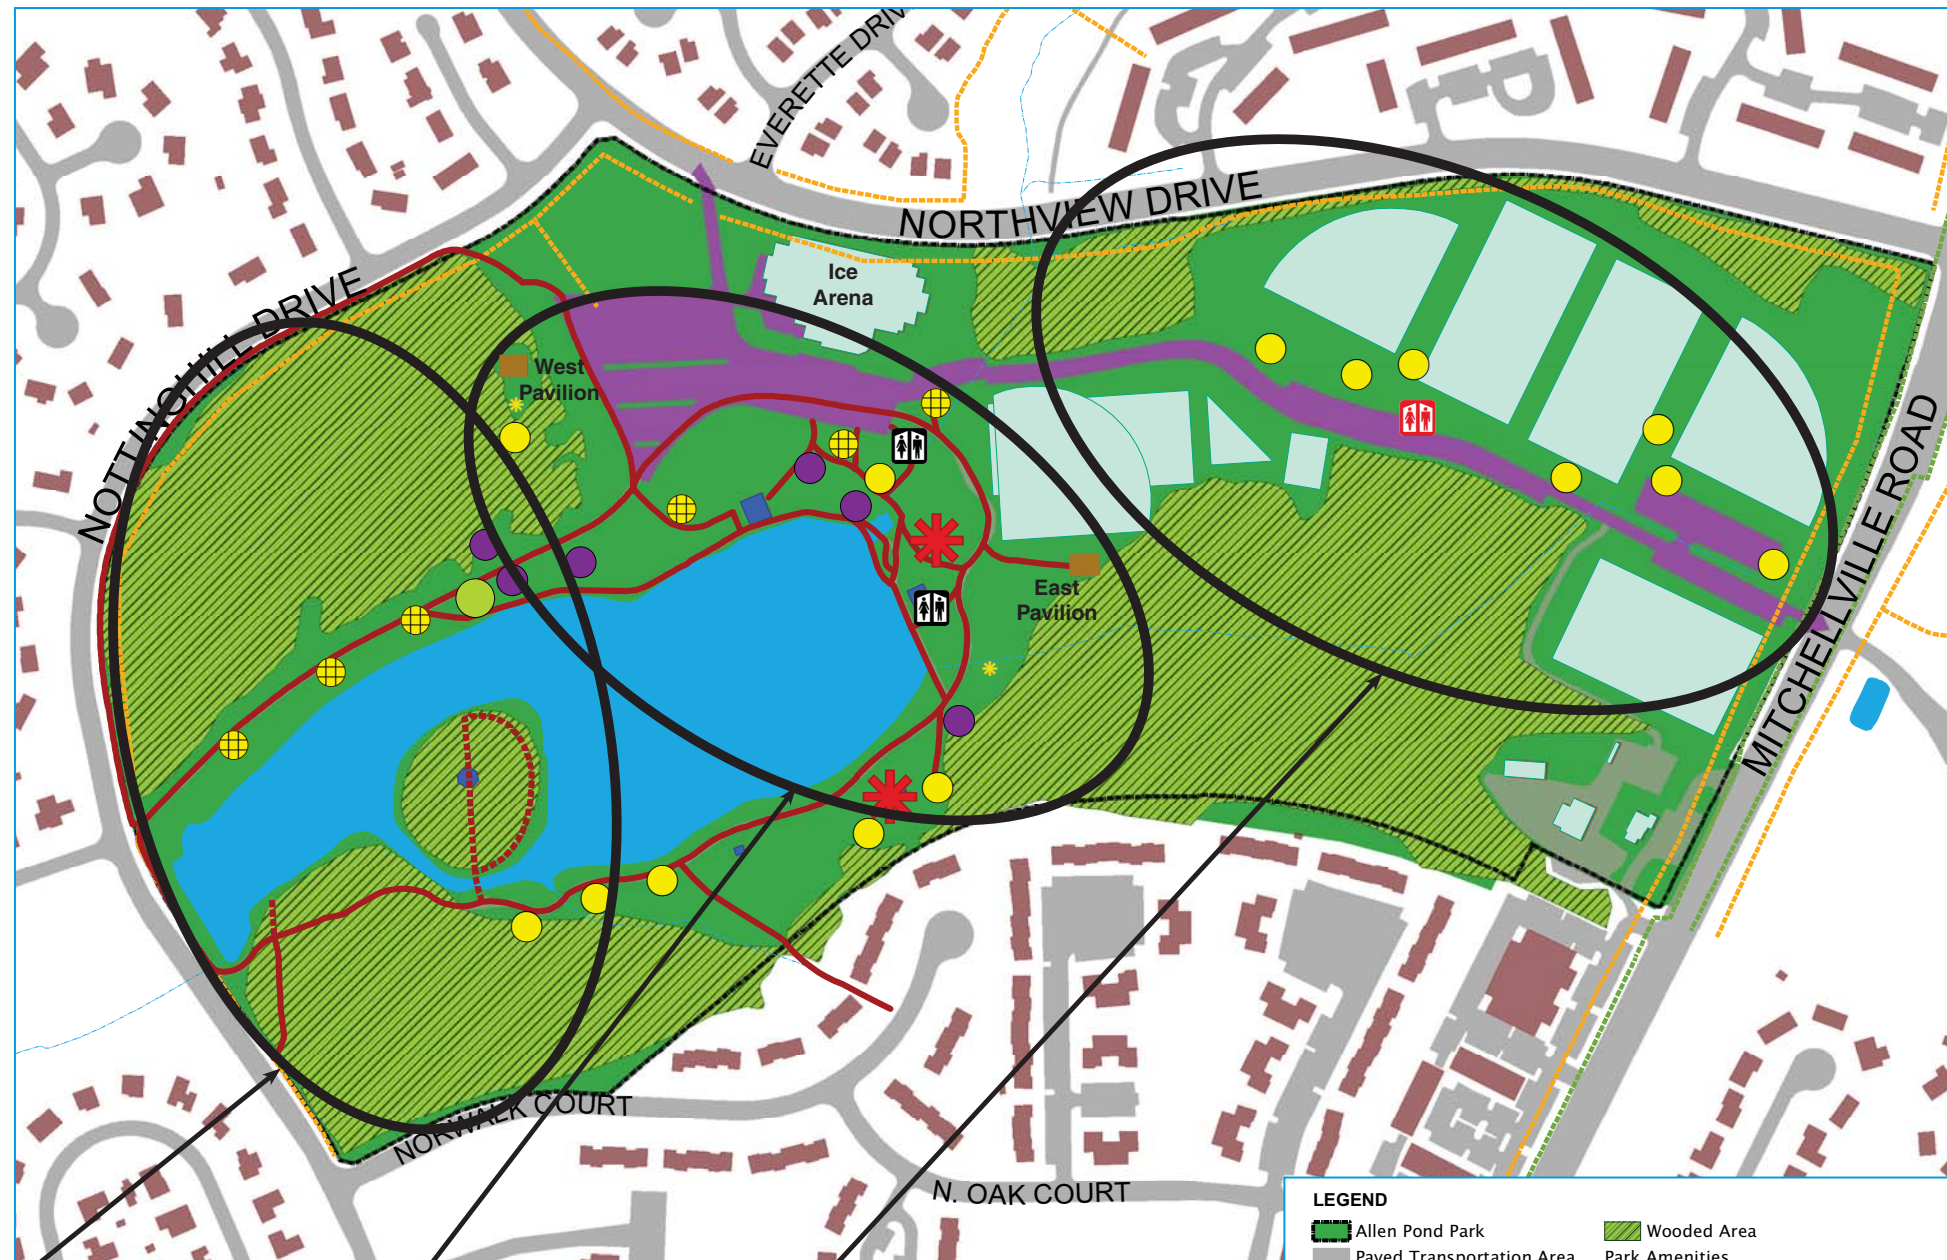 EVERETTE DRIV
NORTHVIEW DRIVE
Ice
Arena
NOTTINGHILL DRIVE
West
Pavilion
East
Pavilion
MITCHELLVILLE ROAD
NORWALK COURT
N. OAK COURT
LEGEND
Allen Pond Park
Wooded Area
Paved Transportation Area
Park Amenities